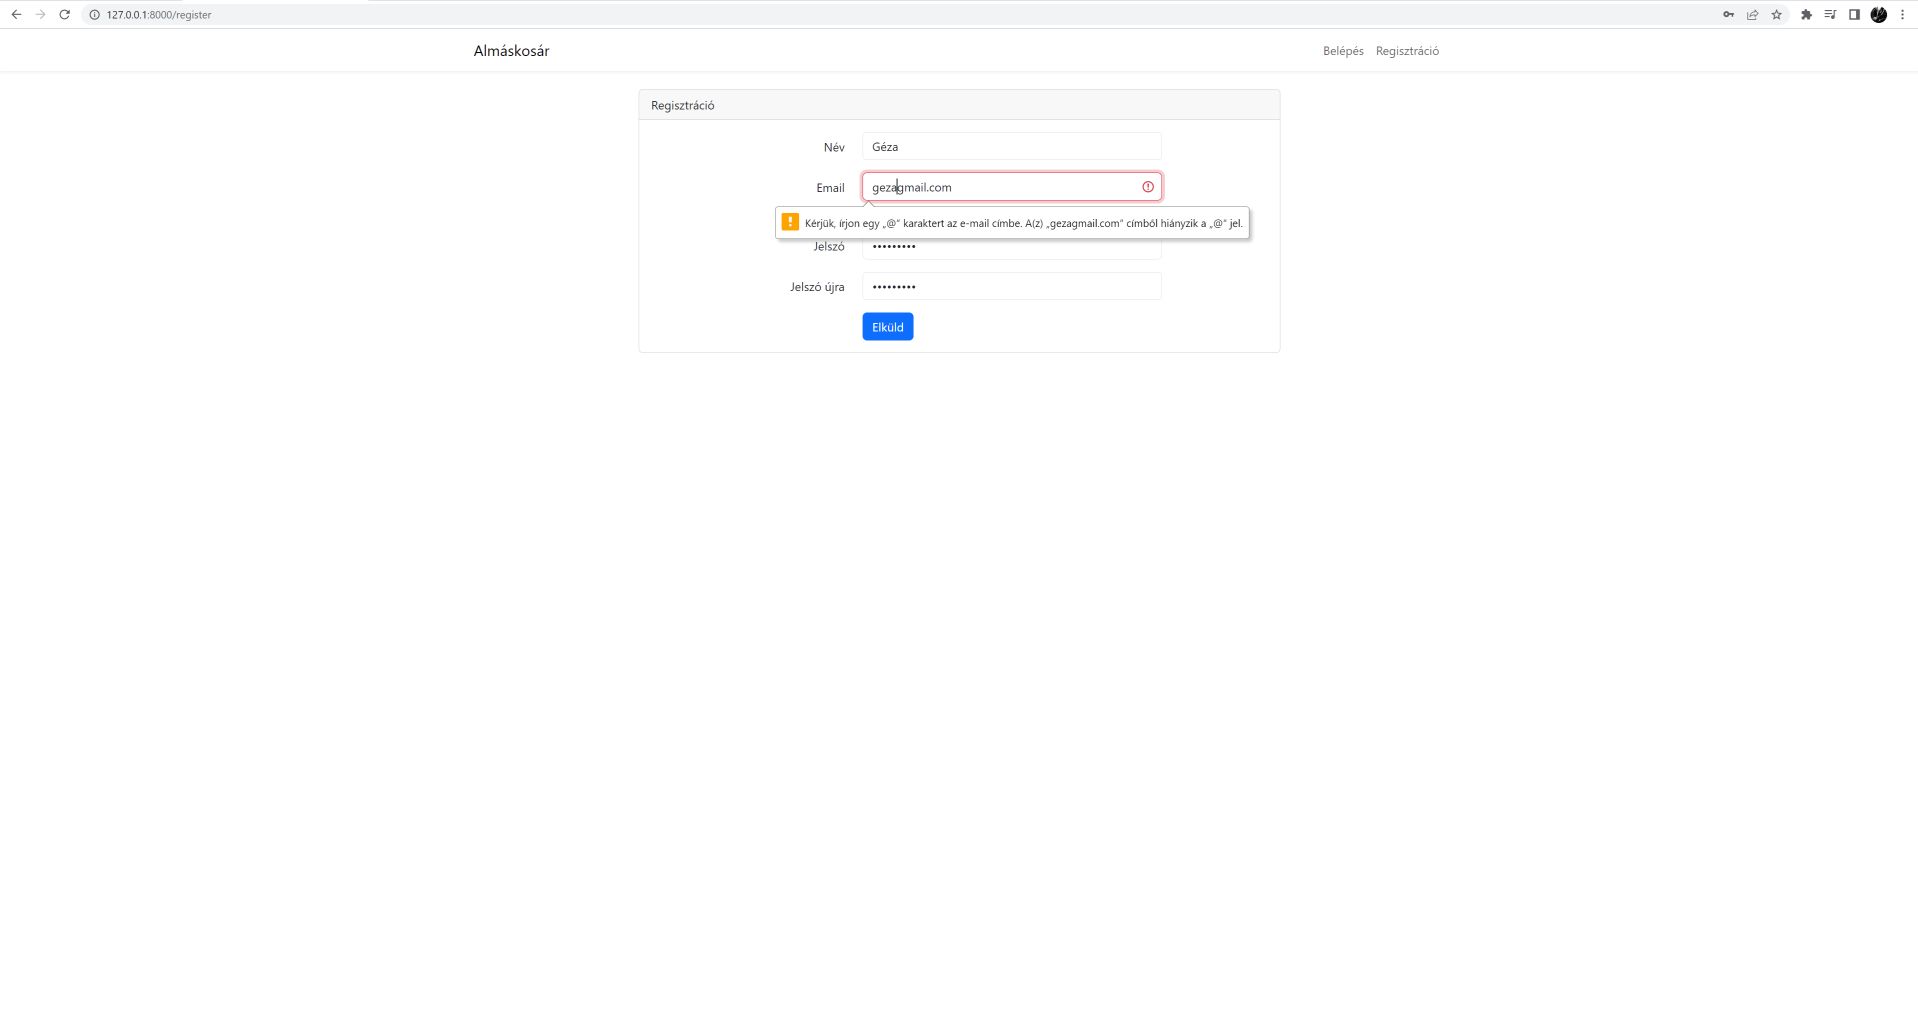 127.0.0.1:8000/register
Almáskosár
Belépés Regisztráció
Regisztráció
Név Géza
Email gezagmail.com
! Kérjük, írjon egy „@” karaktert az e-mail címbe. A(z) „gezagmail.com” címból hiányzik a „@” jel.
Jelszó •••••••••
Jelszó újra •••••••••
Elküld